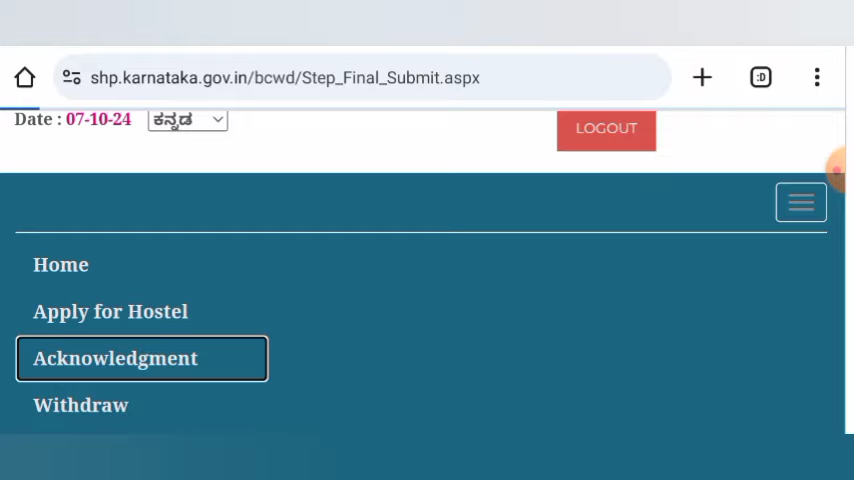 shp.karnataka.gov.in/bcwd/Step_Final_Submit.aspx
:D
Date : 07-10-24 ಕನ್ನಡ LOGOUT
Home
Apply for Hostel
Acknowledgment
Withdraw